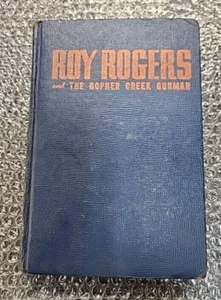 ROY ROGERS
and THE GOPHER CREEK GUNMAN